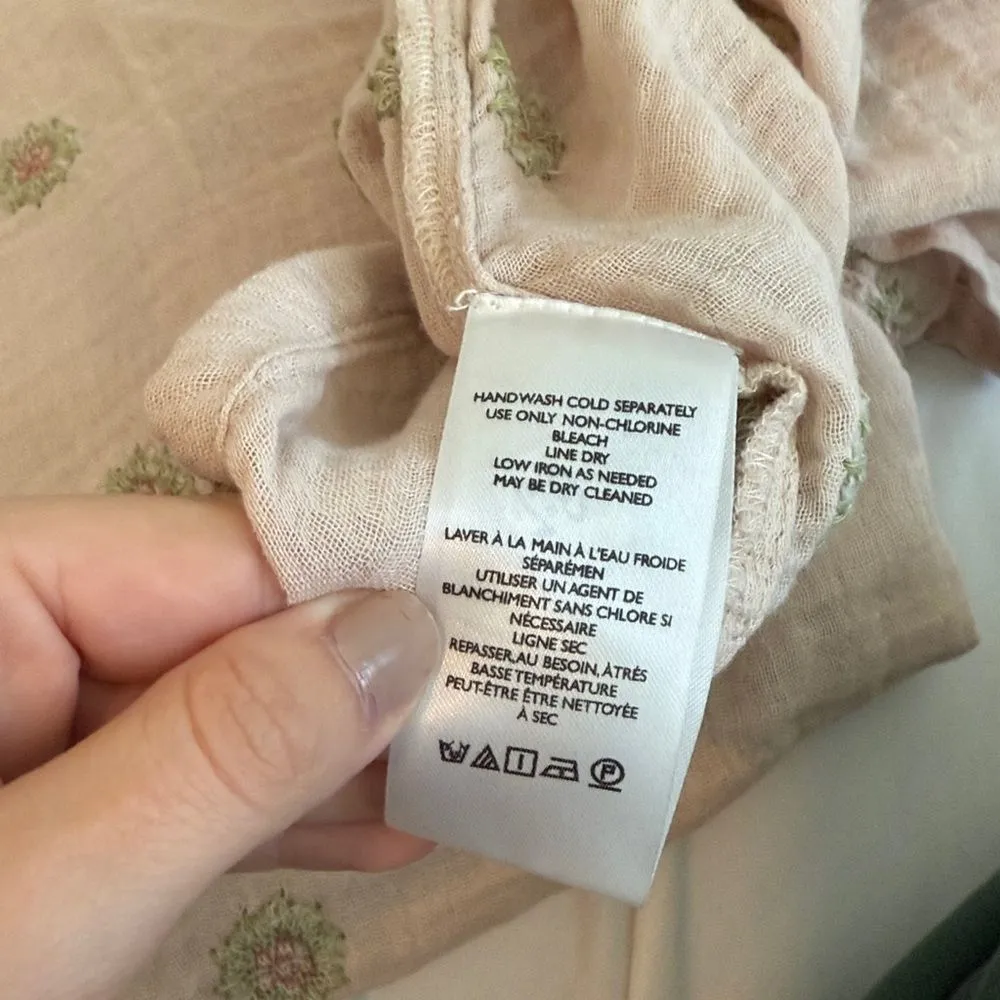 HANDWASH COLD SEPARATELY
USE ONLY NON-CHLORINE
BLEACH
LINE DRY
LOW IRON AS NEEDED
MAY BE DRY CLEANED
LAVER À LA MAIN À L'EAU FROIDE
SÉPARÉMEN
UTILISER UN AGENT DE
BLANCHIMENT SANS CHLORE SI
NÉCESSAIRE
LIGNE SEC
REPASSER, AU BESOIN, ÀTRÉS
BASSE TEMPÉRATURE
PEUT-ÉTRE ÊTRE NETTOYÉE
À SEC
P